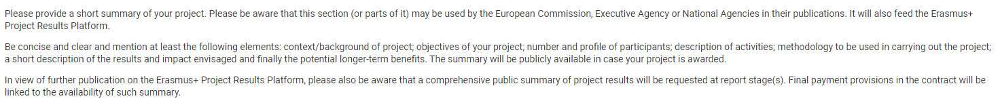 Please provide a short summary of your project. Please be aware that this section (or parts of it) may be used by the European Commission, Executive Agency or National Agencies in their publications. It will also feed the Erasmus+
Project Results Platform.
Be concise and clear and mention at least the following elements: context/background of project; objectives of your project; number and profile of participants; description of activities; methodology to be used in carrying out the project;
a short description of the results and impact envisaged and finally the potential longer-term benefits. The summary will be publicly available in case your project is awarded.
In view of further publication on the Erasmus+ Project Results Platform, please also be aware that a comprehensive public summary of project results will be requested at report stage(s). Final payment provisions in the contract will be
linked to the availability of such summary.